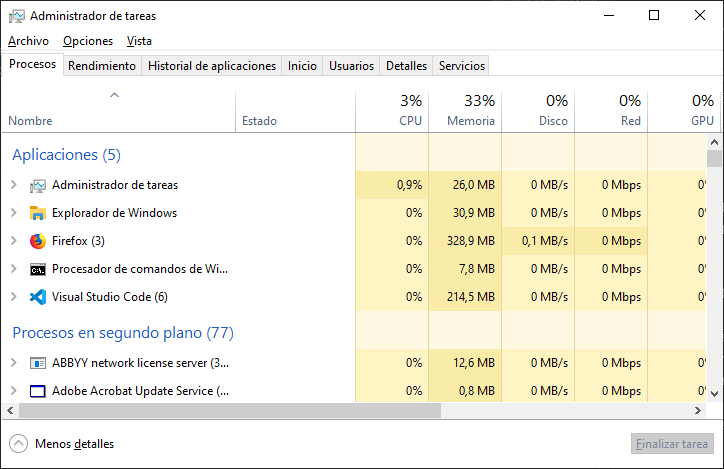 Administrador de tareas
Archivo Opciones Vista
Procesos Rendimiento Historial de aplicaciones Inicio Usuarios Detalles Servicios
3% 33% 0% 0% 0%
Nombre Estado CPU Memoria Disco Red GPU
Aplicaciones (5)
Administrador de tareas 0,9% 26,0 MB 0 MB/s 0 Mbps 0%
Explorador de Windows 0% 30,9 MB 0 MB/s 0 Mbps 0%
Firefox (3) 0% 328,9 MB 0,1 MB/s 0 Mbps 0%
Procesador de comandos de Wi... 0% 7,8 MB 0 MB/s 0 Mbps 0%
Visual Studio Code (6) 0% 214,5 MB 0 MB/s 0 Mbps 0%
Procesos en segundo plano (77)
ABBYY network license server (3... 0% 12,6 MB 0 MB/s 0 Mbps 0%
Adobe Acrobat Update Service (... 0% 0,8 MB 0 MB/s 0 Mbps 0%
Menos detalles Finalizar tarea